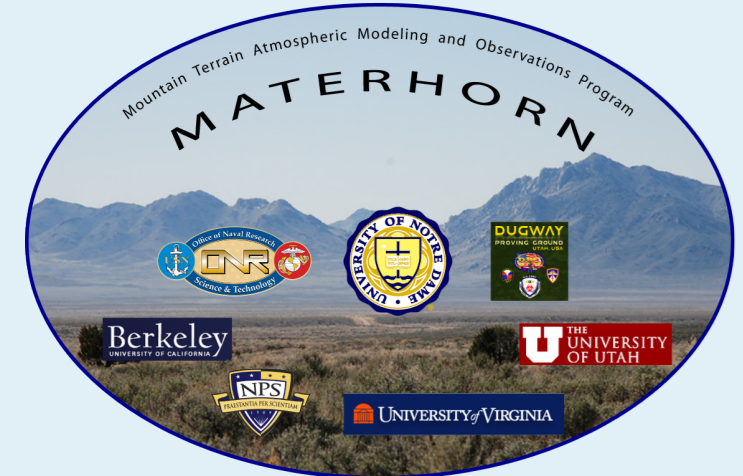 Mountain Terrain Atmospheric Modeling and Observations Program
MATERHORN
Office of Naval Research
ONR
Science & Technology
UNIVERSITY OF NOTRE DAME
DUGWAY
PROVING GROUND
UTAH, USA
Berkeley
UNIVERSITY OF CALIFORNIA
THE
UNIVERSITY
OF UTAH
U
NPS
PRAESTANTIA PER SCIENTIAM
UNIVERSITY of VIRGINIA